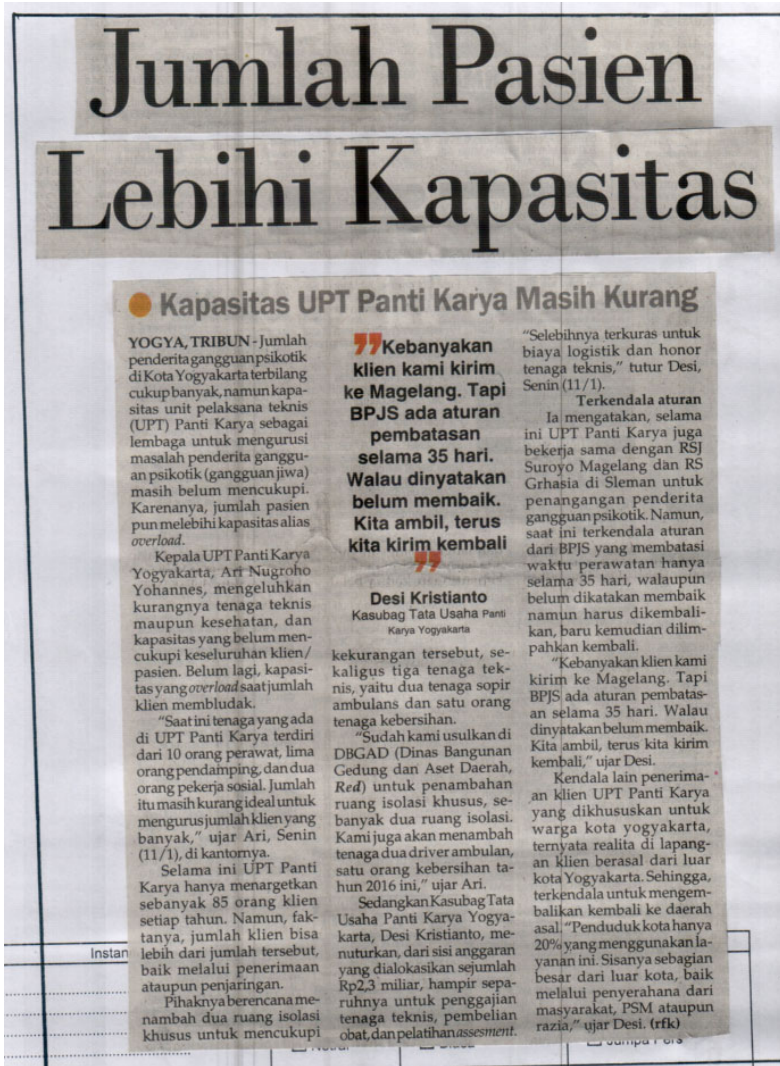 Jumlah Pasien
Lebihi Kapasitas
Kapasitas UPT Panti Karya Masih Kurang
YOGYA, TRIBUN - Jumlah
penderita gangguan psikotik
di Kota Yogyakarta terbilang
cukup banyak, namun kapa-
sitas unit pelaksana teknis
(UPT) Panti Karya sebagai
lembaga untuk mengurusi
masalah penderita ganggu-
an psikotik (gangguan jiwa)
masih belum mencukupi.
Karenanya, jumlah pasien
pun melebihi kapasitas alias
overload.
Kepala UPT Panti Karya
Yogyakarta, Ari Nugroho
Yohannes, mengeluhkan
kurangnya tenaga teknis
maupun kesehatan, dan
kapasitas yang belum men-
cukupi keseluruhan klien/
pasien. Belum lagi, kapasi-
tas yang overload saat jumlah
klien membludak.
"Saat ini tenaga yang ada
di UPT Panti Karya terdiri
dari 10 orang perawat, lima
orang pendamping, dan dua
orang pekerja sosial. Jumlah
itu masih kurang ideal untuk
mengurus jumlah klien yang
banyak," ujar Ari, Senin
(11/1), di kantornya.
Selama ini UPT Panti
Karya hanya menargetkan
sebanyak 85 orang klien
setiap tahun. Namun, fak-
tanya, jumlah klien bisa
lebih dari jumlah tersebut,
baik melalui penerimaan
ataupun penjaringan.
Pihaknya berencana me-
nambah dua ruang isolasi
khusus untuk mencukupi
"Kebanyakan
klien kami kirim
ke Magelang. Tapi
BPJS ada aturan
pembatasan
selama 35 hari.
Walau dinyatakan
belum membaik.
Kita ambil, terus
kita kirim kembali
"
Desi Kristianto
Kasubag Tata Usaha Panti
Karya Yogyakarta
kekurangan tersebut, se-
kaligus tiga tenaga tek-
nis, yaitu dua tenaga sopir
ambulans dan satu orang
tenaga kebersihan.
"Sudah kami usulkan di
DBGAD (Dinas Bangunan
Gedung dan Aset Daerah,
Red) untuk penambahan
ruang isolasi khusus, se-
banyak dua ruang isolasi.
Kami juga akan menambah
tenaga dua driver ambulan,
satu orang kebersihan ta-
hun 2016 ini," ujar Ari.
Sedangkan Kasubag Tata
Usaha Panti Karya Yogya-
karta, Desi Kristianto, me-
nuturkan, dari sisi anggaran
yang dialokasikan sejumlah
Rp2,3 miliar, hampir sepa-
ruhnya untuk penggajian
tenaga teknis, pembelian
obat, dan pelatihan assesment.
"Selebihnya terkuras untuk
biaya logistik dan honor
tenaga teknis," tutur Desi,
Senin (11/1).
Terkendala aturan
Ia mengatakan, selama
ini UPT Panti Karya juga
bekerja sama dengan RSJ
Suroyo Magelang dan RS
Grhasia di Sleman untuk
penangangan penderita
gangguan psikotik. Namun,
saat ini terkendala aturan
dari BPJS yang membatasi
waktu perawatan hanya
selama 35 hari, walaupun
belum dikatakan membaik
namun harus dikembali-
kan, baru kemudian dilim-
pahkan kembali.
"Kebanyakan klien kami
kirim ke Magelang. Tapi
BPJS ada aturan pembatas-
an selama 35 hari. Walau
dinyatakan belum membaik.
Kita ambil, terus kita kirim
kembali," ujar Desi.
Kendala lain penerima-
an klien UPT Panti Karya
yang dikhususkan untuk
warga kota yogyakarta,
ternyata realita di lapang-
an klien berasal dari luar
kota Yogyakarta. Sehingga,
terkendala untuk mengem-
balikan kembali ke daerah
asal. "Penduduk kota hanya
20% yang menggunakan la-
yanan ini. Sisanya sebagian
besar dari luar kota, baik
melalui penyerahana dari
masyarakat, PSM ataupun
razia," ujar Desi. (rfk)
Instan